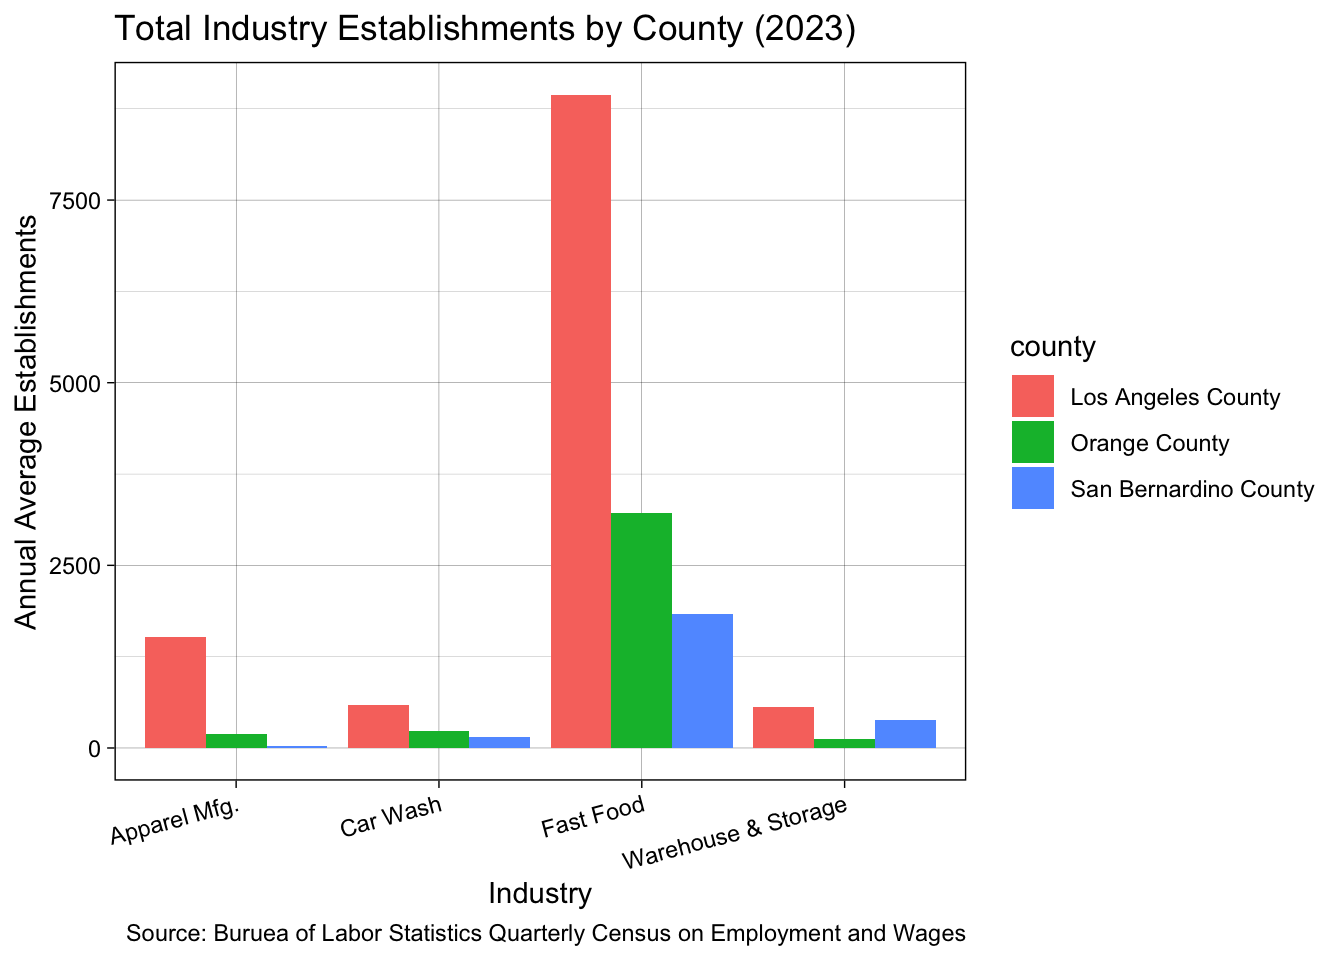 Total Industry Establishments by County (2023)
Annual Average Establishments
7500
5000
2500
0
Apparel Mfg.
Car Wash
Fast Food
Warehouse & Storage
Industry
county
Los Angeles County
Orange County
San Bernardino County
Source: Buruea of Labor Statistics Quarterly Census on Employment and Wages